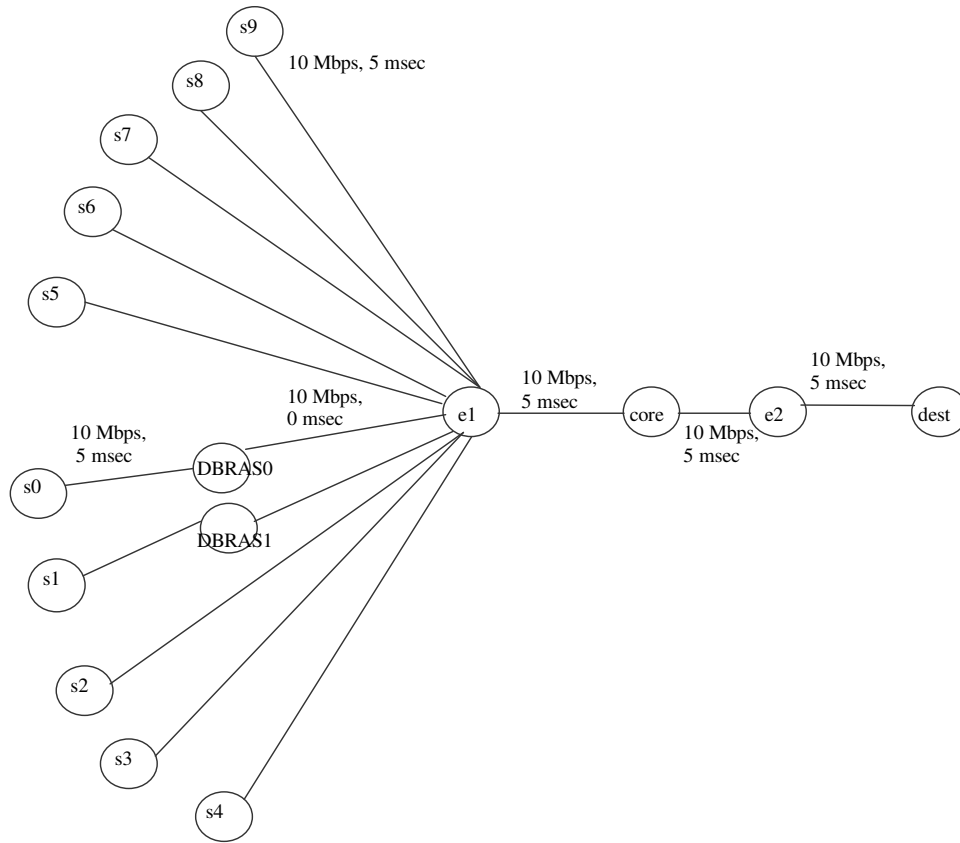 s9
10 Mbps, 5 msec
s8
s7
s6
s5
10 Mbps,
0 msec
10 Mbps,
5 msec
10 Mbps,
5 msec
e1
core
e2
dest
10 Mbps,
5 msec
10 Mbps,
5 msec
DBRAS0
s0
DBRAS1
s1
s2
s3
s4